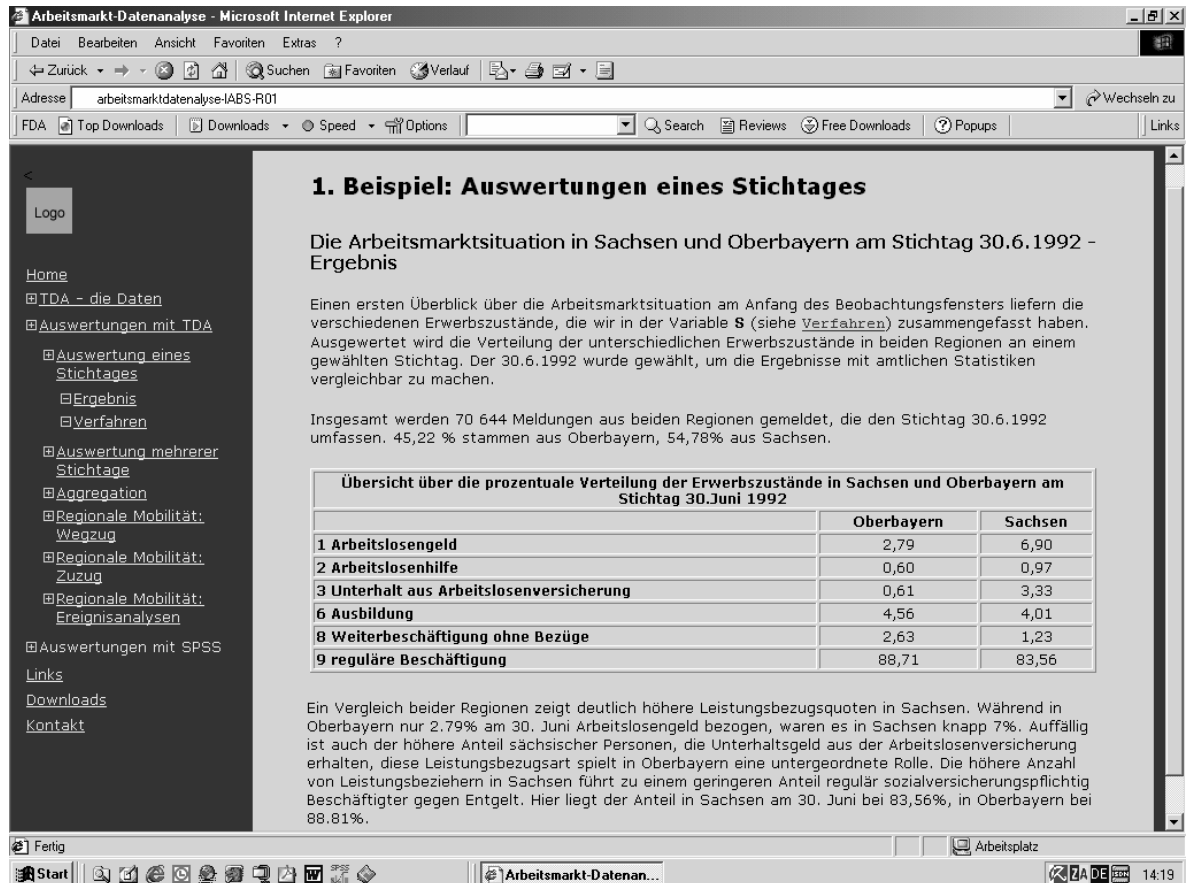 Arbeitsmarkt-Datenanalyse - Microsoft Internet Explorer
Datei Bearbeiten Ansicht Favoriten Extras ?
Zurück Suchen Favoriten Verlauf
Adresse arbeitsmarktdatenalyse-IABS-R01 Wechseln zu
FDA Top Downloads Downloads Speed Options Search Reviews Free Downloads Popups Links
<
Logo
Home
TDA - die Daten
Auswertungen mit TDA
Auswertung eines
Stichtages
Ergebnis
Verfahren
Auswertung mehrerer
Stichtage
Aggregation
Regionale Mobilität:
Wegzug
Regionale Mobilität:
Zuzug
Regionale Mobilität:
Ereignisanalysen
Auswertungen mit SPSS
Links
Downloads
Kontakt
1. Beispiel: Auswertungen eines Stichtages
Die Arbeitsmarktsituation in Sachsen und Oberbayern am Stichtag 30.6.1992 -
Ergebnis
Einen ersten Überblick über die Arbeitsmarktsituation am Anfang des Beobachtungsfensters liefern die
verschiedenen Erwerbszustände, die wir in der Variable S (siehe Verfahren) zusammengefasst haben.
Ausgewertet wird die Verteilung der unterschiedlichen Erwerbszustände in beiden Regionen an einem
gewählten Stichtag. Der 30.6.1992 wurde gewählt, um die Ergebnisse mit amtlichen Statistiken
vergleichbar zu machen.
Insgesamt werden 70 644 Meldungen aus beiden Regionen gemeldet, die den Stichtag 30.6.1992
umfassen. 45,22 % stammen aus Oberbayern, 54,78% aus Sachsen.
Übersicht über die prozentuale Verteilung der Erwerbszustände in Sachsen und Oberbayern am
Stichtag 30.Juni 1992
Oberbayern Sachsen
1 Arbeitslosengeld 2,79 6,90
2 Arbeitslosenhilfe 0,60 0,97
3 Unterhalt aus Arbeitslosenversicherung 0,61 3,33
6 Ausbildung 4,56 4,01
8 Weiterbeschäftigung ohne Bezüge 2,63 1,23
9 reguläre Beschäftigung 88,71 83,56
Ein Vergleich beider Regionen zeigt deutlich höhere Leistungsbezugsquoten in Sachsen. Während in
Oberbayern nur 2.79% am 30. Juni Arbeitslosengeld bezogen, waren es in Sachsen knapp 7%. Auffällig
ist auch der höhere Anteil sächsischer Personen, die Unterhaltsgeld aus der Arbeitslosenversicherung
erhalten, diese Leistungsbezugsart spielt in Oberbayern eine untergeordnete Rolle. Die höhere Anzahl
von Leistungsbeziehern in Sachsen führt zu einem geringeren Anteil regulär sozialversicherungspflichtig
Beschäftigter gegen Entgelt. Hier liegt der Anteil in Sachsen am 30. Juni bei 83,56%, in Oberbayern bei
88.81%.
Fertig Arbeitsplatz
Start Arbeitsmarkt-Datenan... DE 14:19